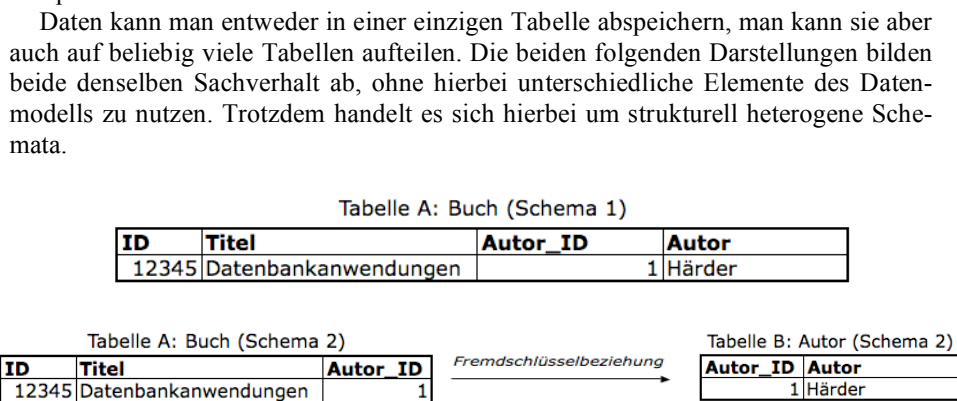 Daten kann man entweder in einer einzigen Tabelle abspeichern, man kann sie aber
auch auf beliebig viele Tabellen aufteilen. Die beiden folgenden Darstellungen bilden
beide denselben Sachverhalt ab, ohne hierbei unterschiedliche Elemente des Daten-
modells zu nutzen. Trotzdem handelt es sich hierbei um strukturell heterogene Sche-
mata.
Tabelle A: Buch (Schema 1)
ID Titel Autor_ID Autor
12345 Datenbankanwendungen 1 Härder
Tabelle A: Buch (Schema 2)
ID Titel Autor_ID
12345 Datenbankanwendungen 1
Fremdschlüsselbeziehung
Tabelle B: Autor (Schema 2)
Autor_ID Autor
1 Härder